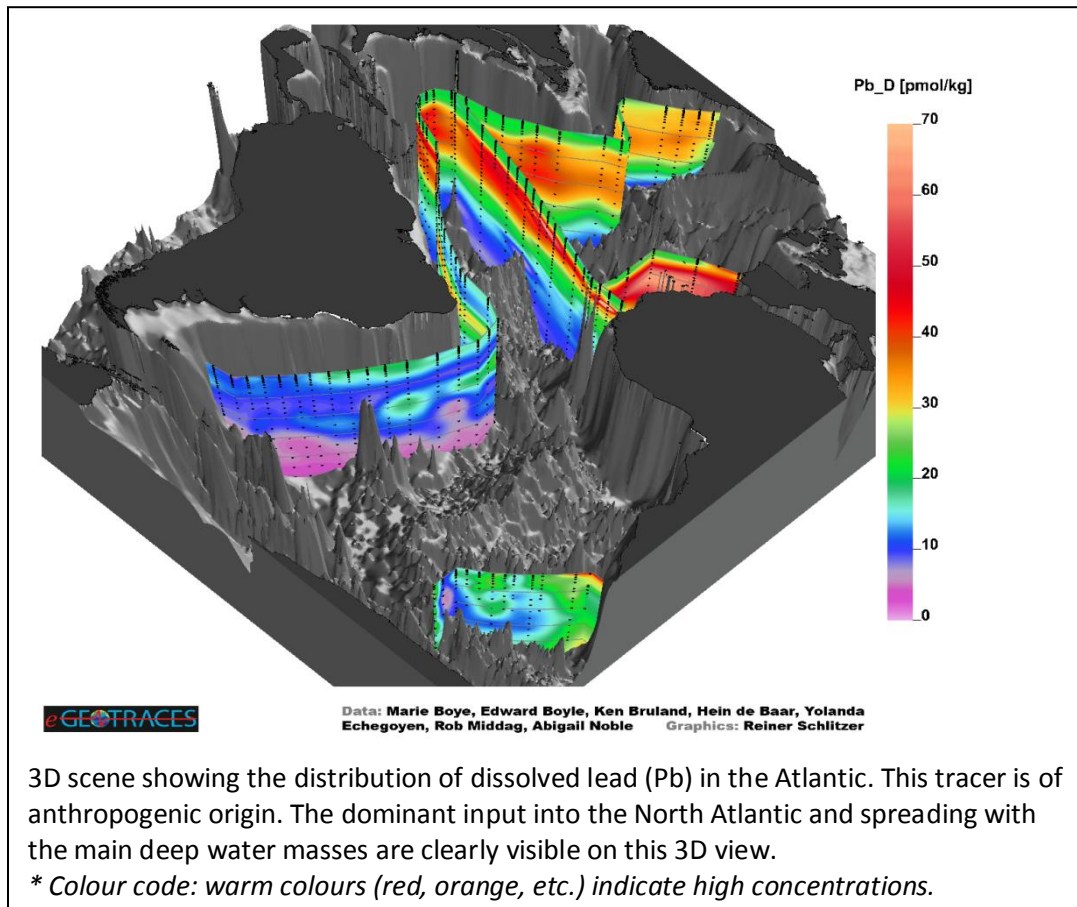 Pb_D [pmol/kg]
70
60
50
40
30
20
10
0
eGEOTRACES
Data: Marie Boye, Edward Boyle, Ken Bruland, Hein de Baar, Yolanda
Echegoyen, Rob Middag, Abigail Noble Graphics: Reiner Schlitzer
3D scene showing the distribution of dissolved lead (Pb) in the Atlantic. This tracer is of
anthropogenic origin. The dominant input into the North Atlantic and spreading with
the main deep water masses are clearly visible on this 3D view.
* Colour code: warm colours (red, orange, etc.) indicate high concentrations.